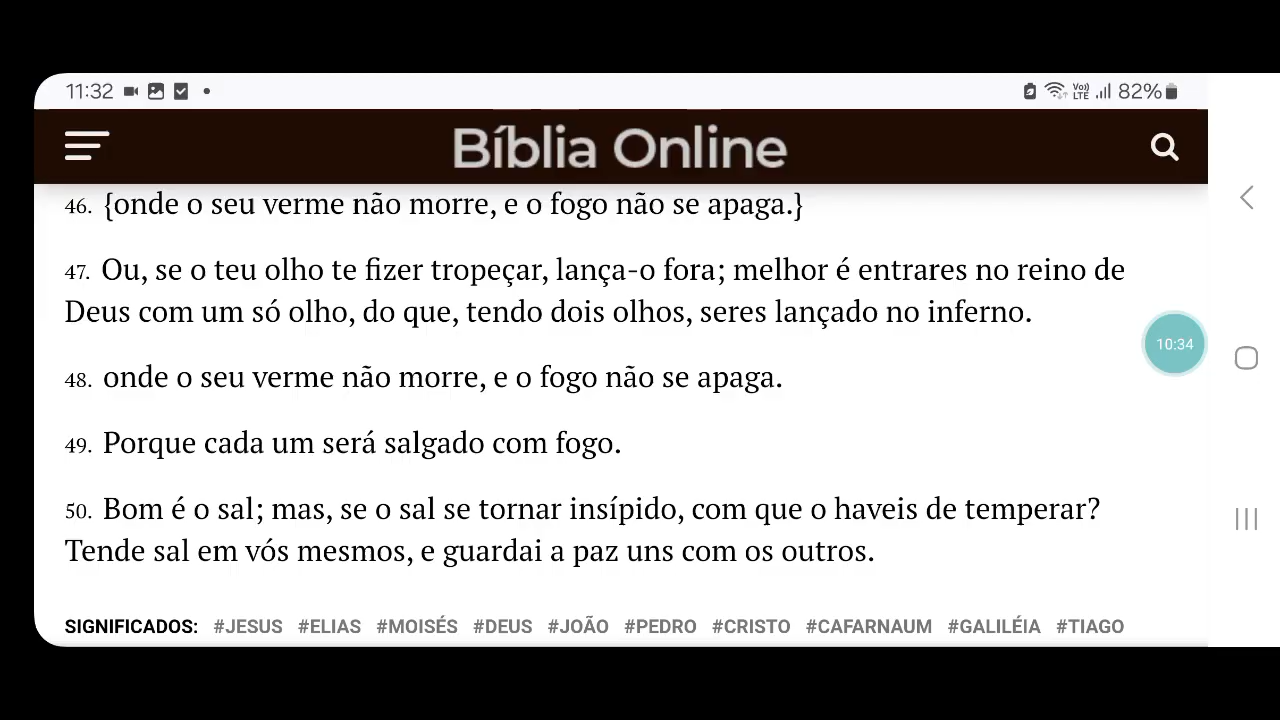 11:32
Vo)) LTE 82%
Bíblia Online
46. {onde o seu verme não morre, e o fogo não se apaga.}
47. Ou, se o teu olho te fizer tropeçar, lança-o fora; melhor é entrares no reino de
Deus com um só olho, do que, tendo dois olhos, seres lançado no inferno.
10:34
48. onde o seu verme não morre, e o fogo não se apaga.
49. Porque cada um será salgado com fogo.
50. Bom é o sal; mas, se o sal se tornar insípido, com que o haveis de temperar?
Tende sal em vós mesmos, e guardai a paz uns com os outros.
SIGNIFICADOS: #JESUS #ELIAS #MOISÉS #DEUS #JOÃO #PEDRO #CRISTO #CAFARNAUM #GALILÉIA #TIAGO